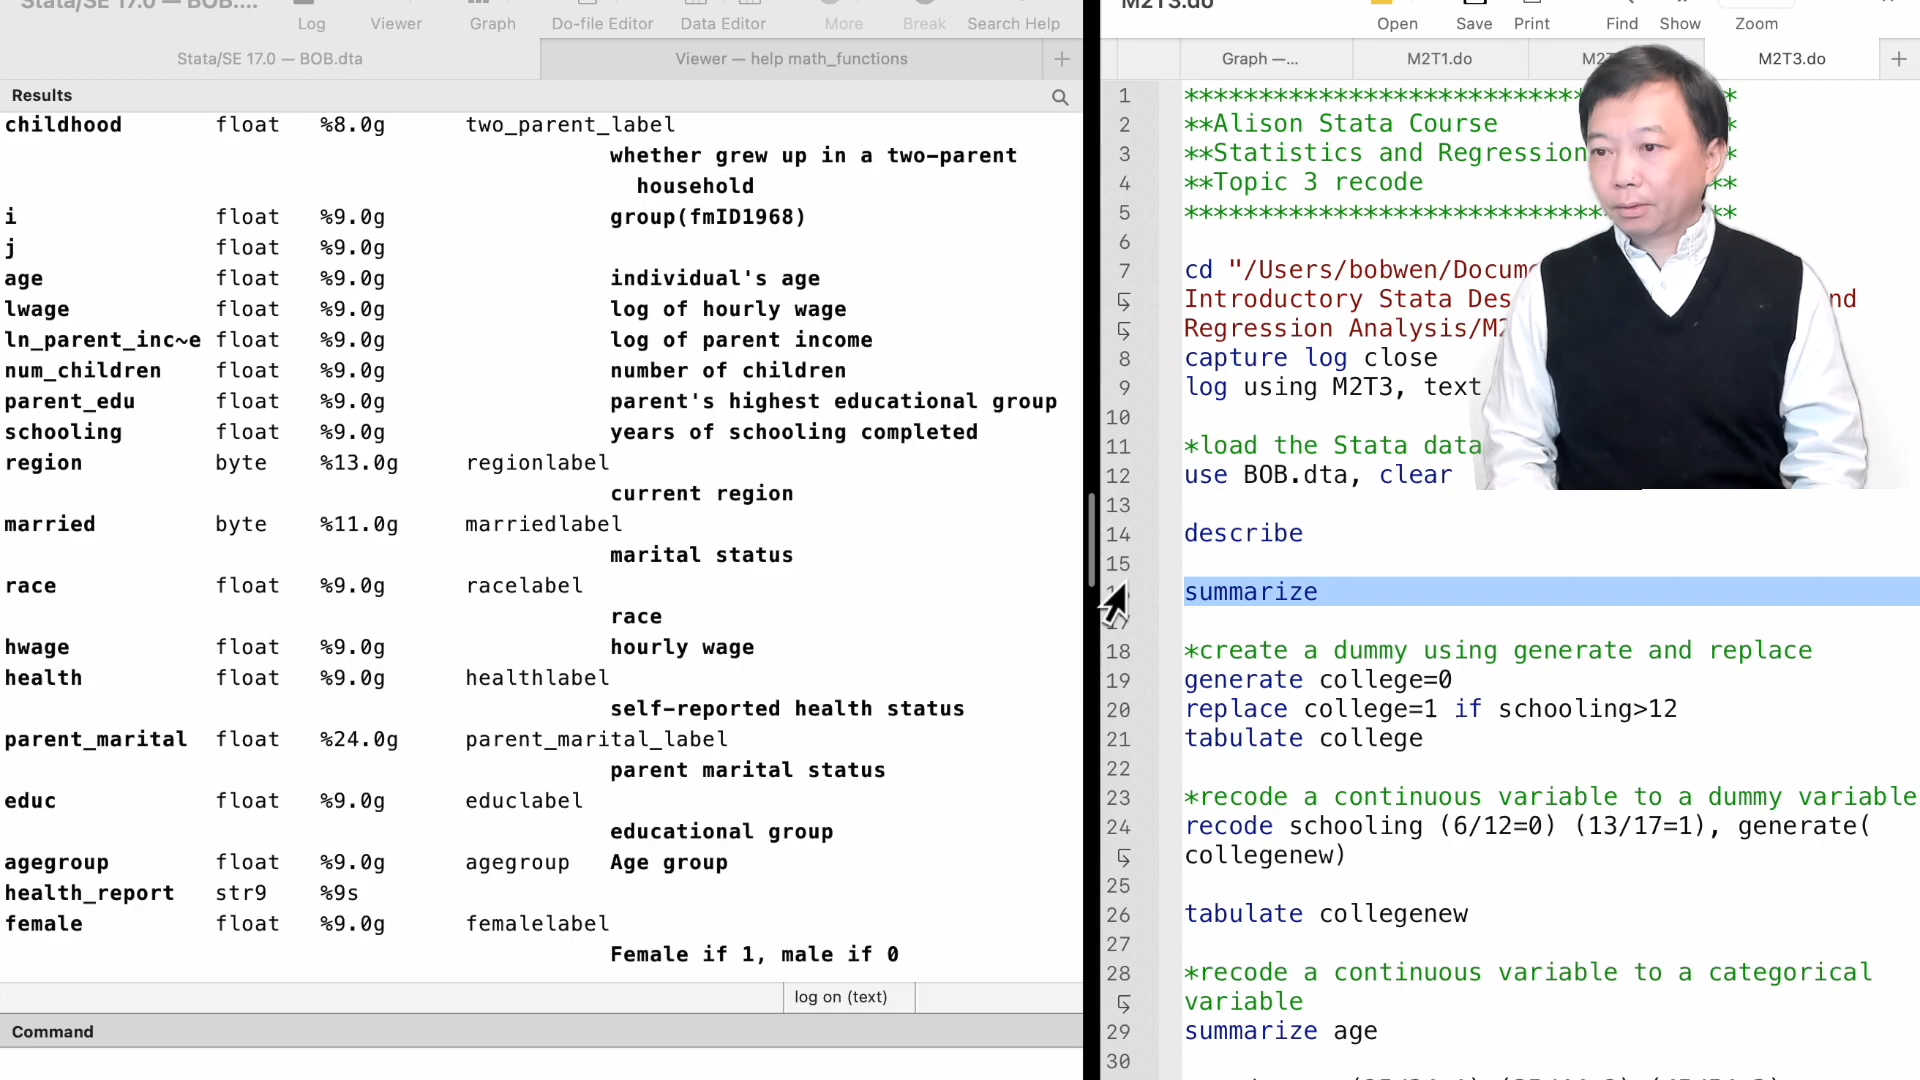 Stata/SE 17.0 — BOB....
Log Viewer Graph Do-file Editor Data Editor More Break Search Help
Stata/SE 17.0 — BOB.dta Viewer — help math_functions +
Results
childhood float %8.0g two_parent_label
whether grew up in a two-parent
household
i float %9.0g group(fmID1968)
j float %9.0g
age float %9.0g individual's age
lwage float %9.0g log of hourly wage
ln_parent_inc~e float %9.0g log of parent income
num_children float %9.0g number of children
parent_edu float %9.0g parent's highest educational group
schooling float %9.0g years of schooling completed
region byte %13.0g regionlabel
current region
married byte %11.0g marriedlabel
marital status
race float %9.0g racelabel
race
hwage float %9.0g hourly wage
health float %9.0g healthlabel
self-reported health status
parent_marital float %24.0g parent_marital_label
parent marital status
educ float %9.0g educlabel
educational group
agegroup float %9.0g agegroup Age group
health_report str9 %9s
female float %9.0g femalelabel
Female if 1, male if 0
log on (text)
Command
M2T3.do
Open Save Print Find Show Zoom
Graph —... M2T1.do M2 M2T3.do +
1 ****************************** *
2 **Alison Stata Course *
3 **Statistics and Regression *
4 **Topic 3 recode **
5 ****************************** *
6
7 cd "/Users/bobwen/Docum
Introductory Stata Des nd
Regression Analysis/M2
8 capture log close
9 log using M2T3, text
10
11 *load the Stata data
12 use BOB.dta, clear
13
14 describe
15
summarize
17
18 *create a dummy using generate and replace
19 generate college=0
20 replace college=1 if schooling>12
21 tabulate college
22
23 *recode a continuous variable to a dummy variable
24 recode schooling (6/12=0) (13/17=1), generate(
collegenew)
25
26 tabulate collegenew
27
28 *recode a continuous variable to a categorical
variable
29 summarize age
30